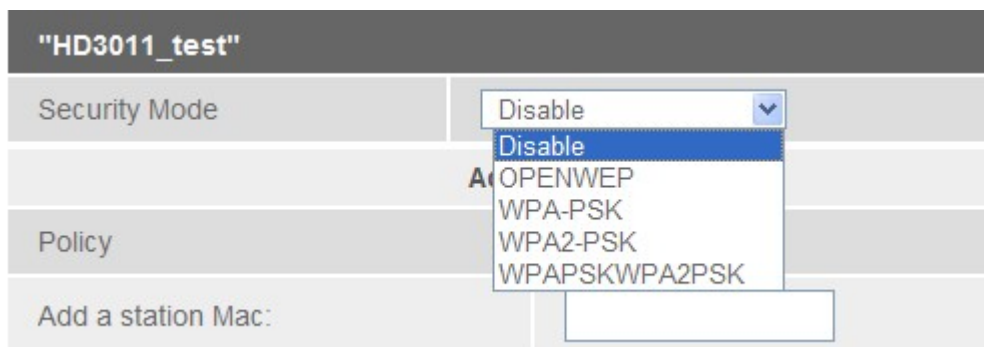 "HD3011_test"
Security Mode Disable
Disable
OPENWEP
WPA-PSK
Policy WPA2-PSK
WPAPSKWPA2PSK
Add a station Mac: